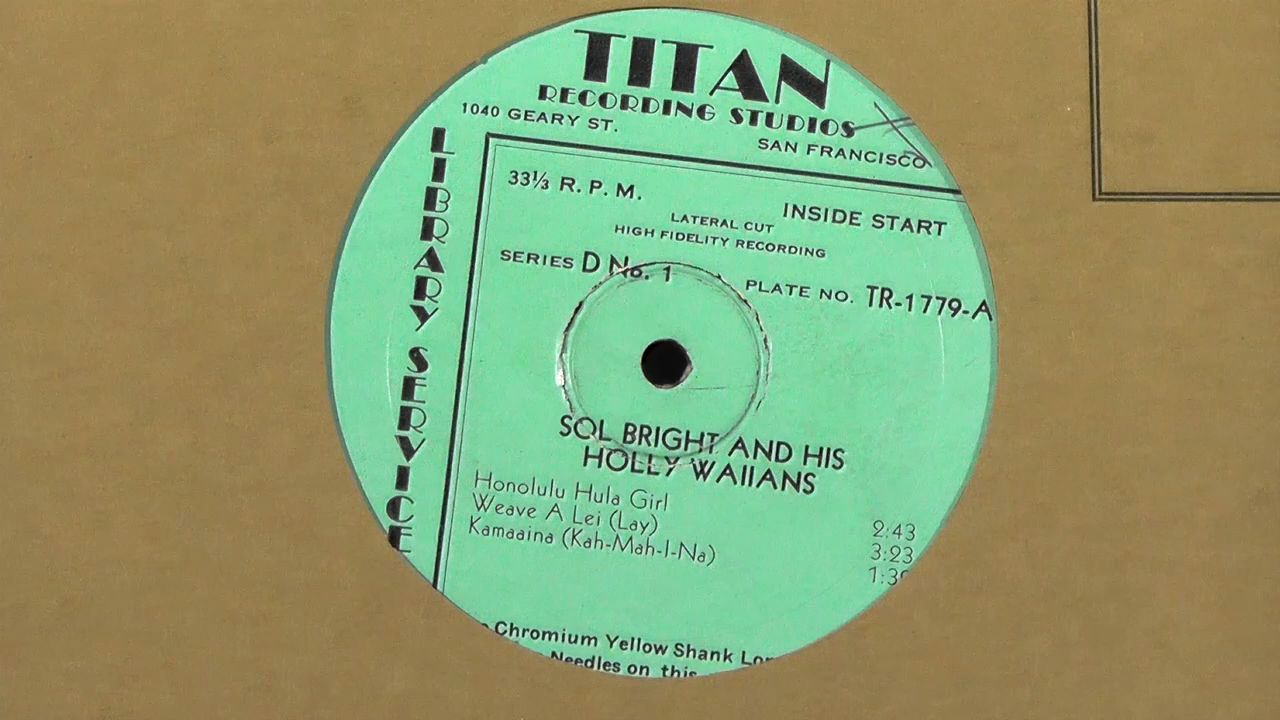 TITAN
RECORDING STUDIOS
1040 GEARY ST.
SAN FRANCISCO
LIBRARY SERVICE
33⅓ R. P. M.
INSIDE START
LATERAL CUT
HIGH FIDELITY RECORDING
SERIES D No. 1
PLATE NO. TR-1779-A
SOL BRIGHT AND HIS
HOLLY WAIIANS
Honolulu Hula Girl 2:43
Weave A Lei (Lay) 3:23
Kamaaina (Kah-Mah-I-Na)
Chromium Yellow Shank
Needles on this